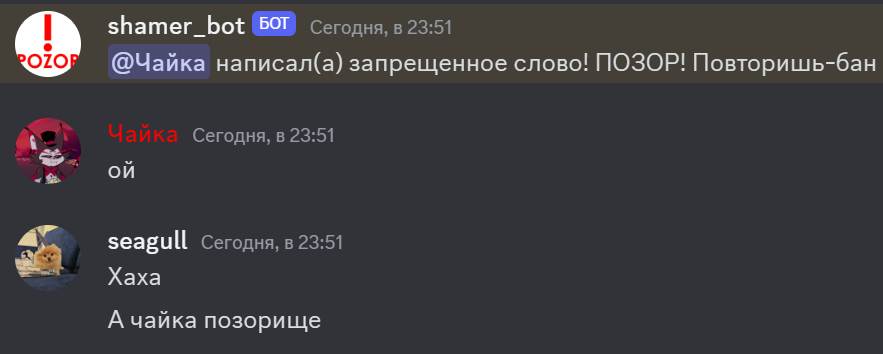 ! POZOR
shamer_bot БОТ Сегодня, в 23:51
@Чайка написал(а) запрещенное слово! ПОЗОР! Повторишь-бан
Чайка Сегодня, в 23:51
ой
seagull Сегодня, в 23:51
Хаха
А чайка позорище